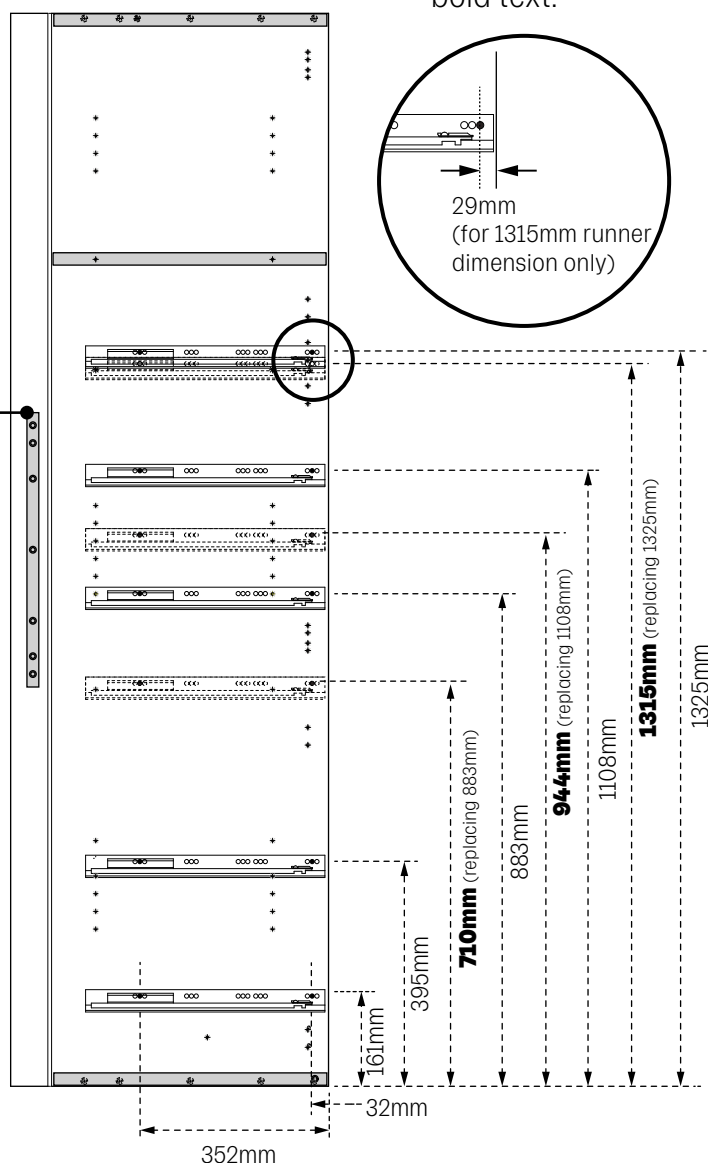 bold text.
29mm
(for 1315mm runner
dimension only)
1325mm
1315mm (replacing 1325mm)
1108mm
944mm (replacing 1108mm)
883mm
710mm (replacing 883mm)
395mm
161mm
32mm
352mm